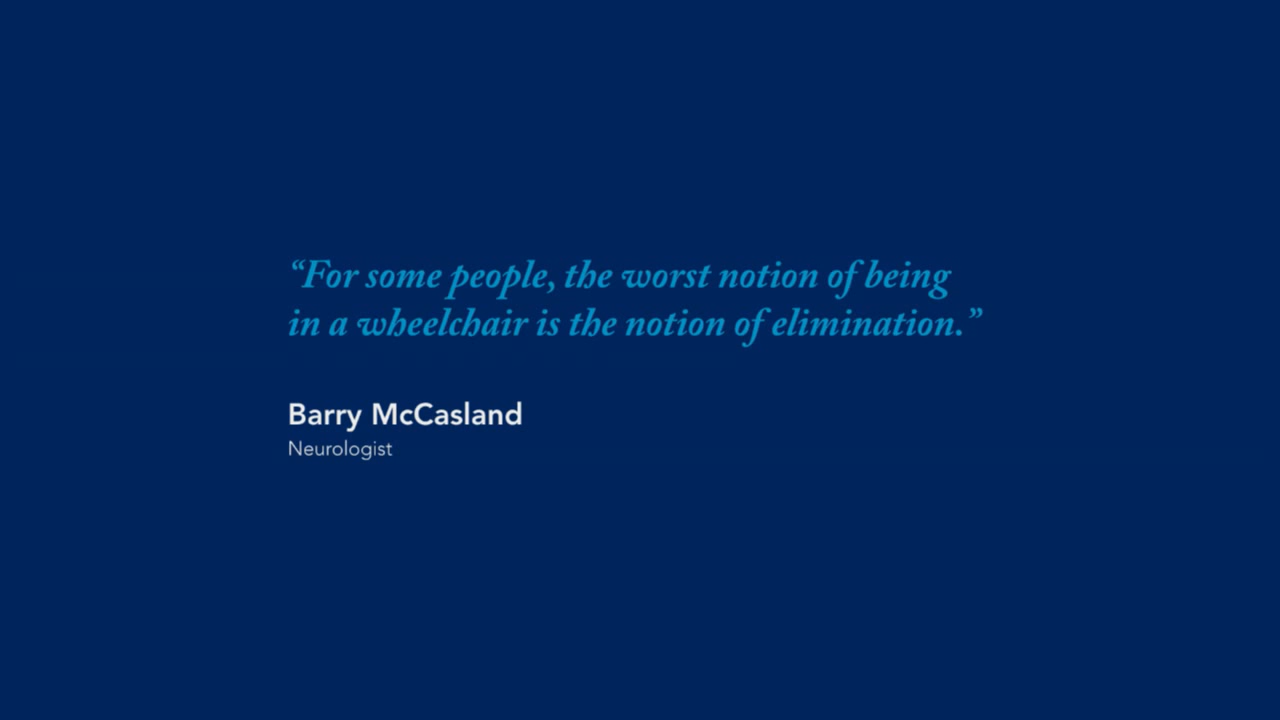 “For some people, the worst notion of being
in a wheelchair is the notion of elimination.”
Barry McCasland
Neurologist